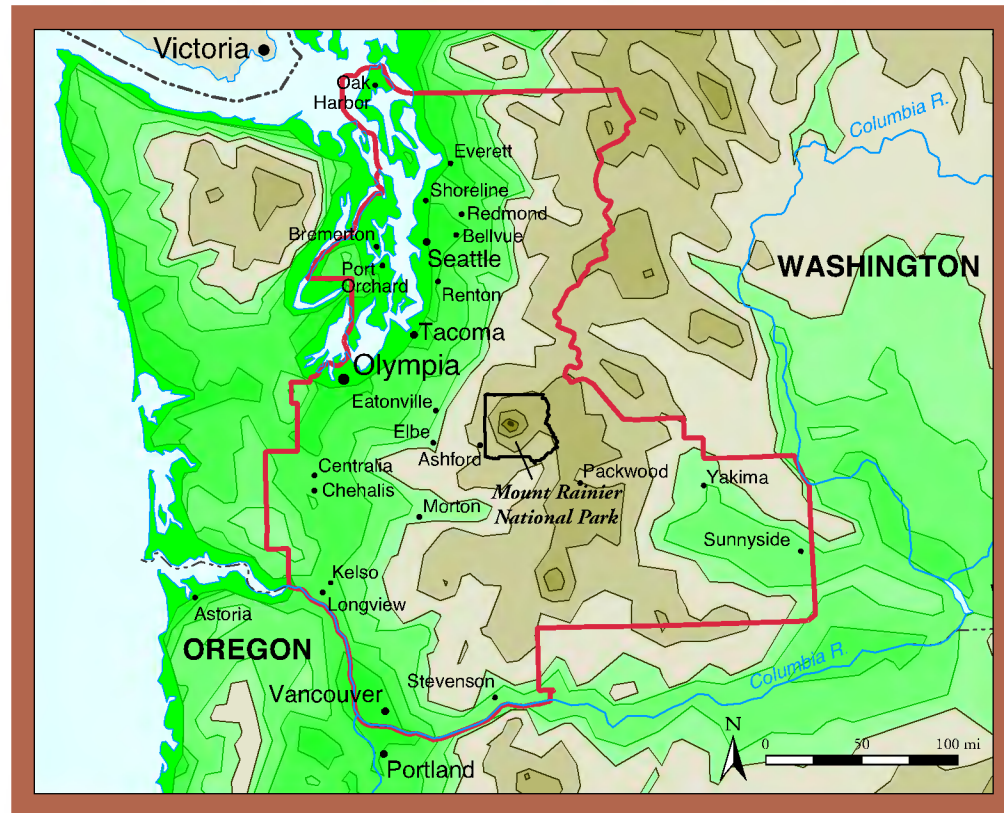 Victoria
Oak
Harbor
Columbia R.
Everett
Shoreline
Redmond
Bremerton
Bellvue
Seattle
WASHINGTON
Port
Orchard
Renton
Tacoma
Olympia
Eatonville
Elbe
Ashford
Centralia
Packwood
Yakima
Chehalis
Mount Rainier
National Park
Morton
Sunnyside
Kelso
Longview
Astoria
OREGON
Columbia R.
Stevenson
Vancouver
N
0 50 100 mi
Portland